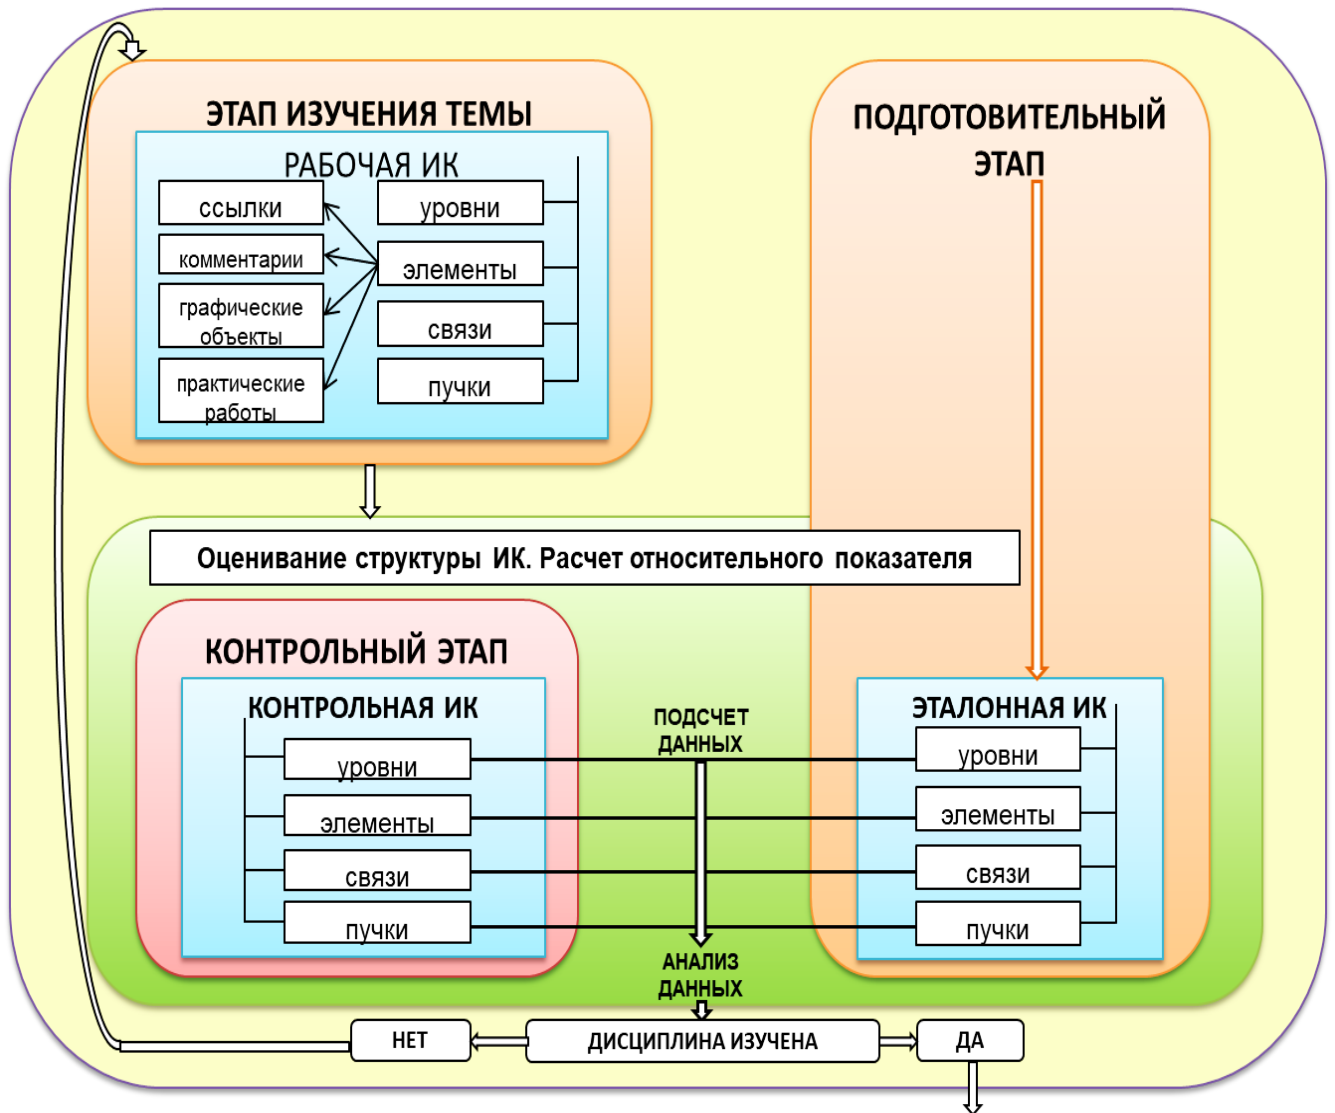 ЭТАП ИЗУЧЕНИЯ ТЕМЫ
РАБОЧАЯ ИК
ссылки
комментарии
графические
объекты
практические
работы
уровни
элементы
связи
пучки
ПОДГОТОВИТЕЛЬНЫЙ
ЭТАП
Оценивание структуры ИК. Расчет относительного показателя
КОНТРОЛЬНЫЙ ЭТАП
КОНТРОЛЬНАЯ ИК
уровни
элементы
связи
пучки
ПОДСЧЕТ
ДАННЫХ
АНАЛИЗ
ДАННЫХ
ЭТАЛОННАЯ ИК
уровни
элементы
связи
пучки
НЕТ
ДИСЦИПЛИНА ИЗУЧЕНА
ДА